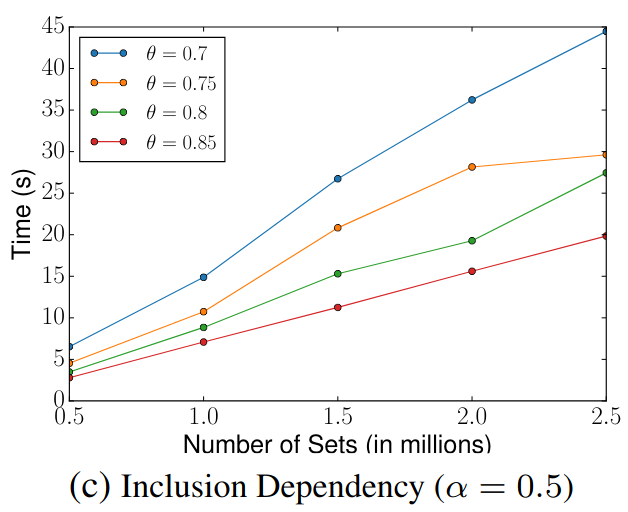 45
40
35
30
25
20
15
10
5
0
Time (s)
θ = 0.7
θ = 0.75
θ = 0.8
θ = 0.85
0.5 1.0 1.5 2.0 2.5
Number of Sets (in millions)
(c) Inclusion Dependency (α = 0.5)